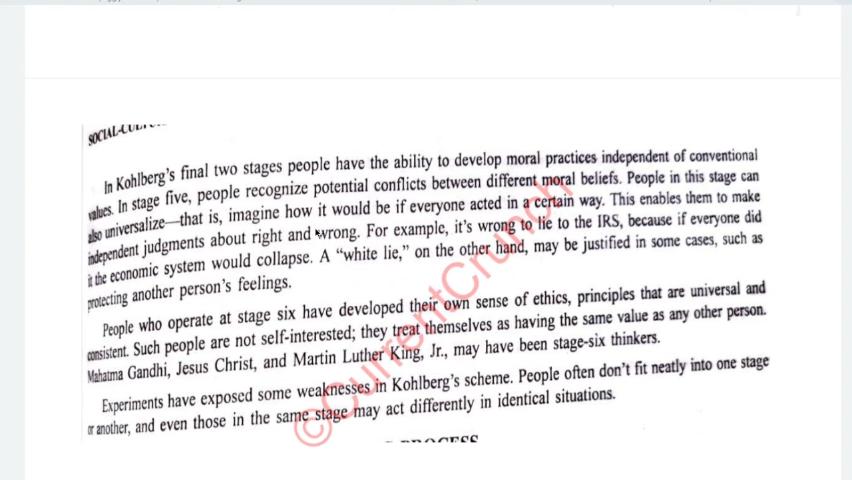 In Kohlberg's final two stages people have the ability to develop moral practices independent of conventional
values. In stage five, people recognize potential conflicts between different moral beliefs. People in this stage can
also universalize—that is, imagine how it would be if everyone acted in a certain way. This enables them to make
independent judgments about right and wrong. For example, it's wrong to lie to the IRS, because if everyone did
it the economic system would collapse. A "white lie," on the other hand, may be justified in some cases, such as
protecting another person's feelings.
People who operate at stage six have developed their own sense of ethics, principles that are universal and
consistent. Such people are not self-interested; they treat themselves as having the same value as any other person.
Mahatma Gandhi, Jesus Christ, and Martin Luther King, Jr., may have been stage-six thinkers.
Experiments have exposed some weaknesses in Kohlberg's scheme. People often don't fit neatly into one stage
or another, and even those in the same stage may act differently in identical situations.
PROCESS
©CurrentCrunch